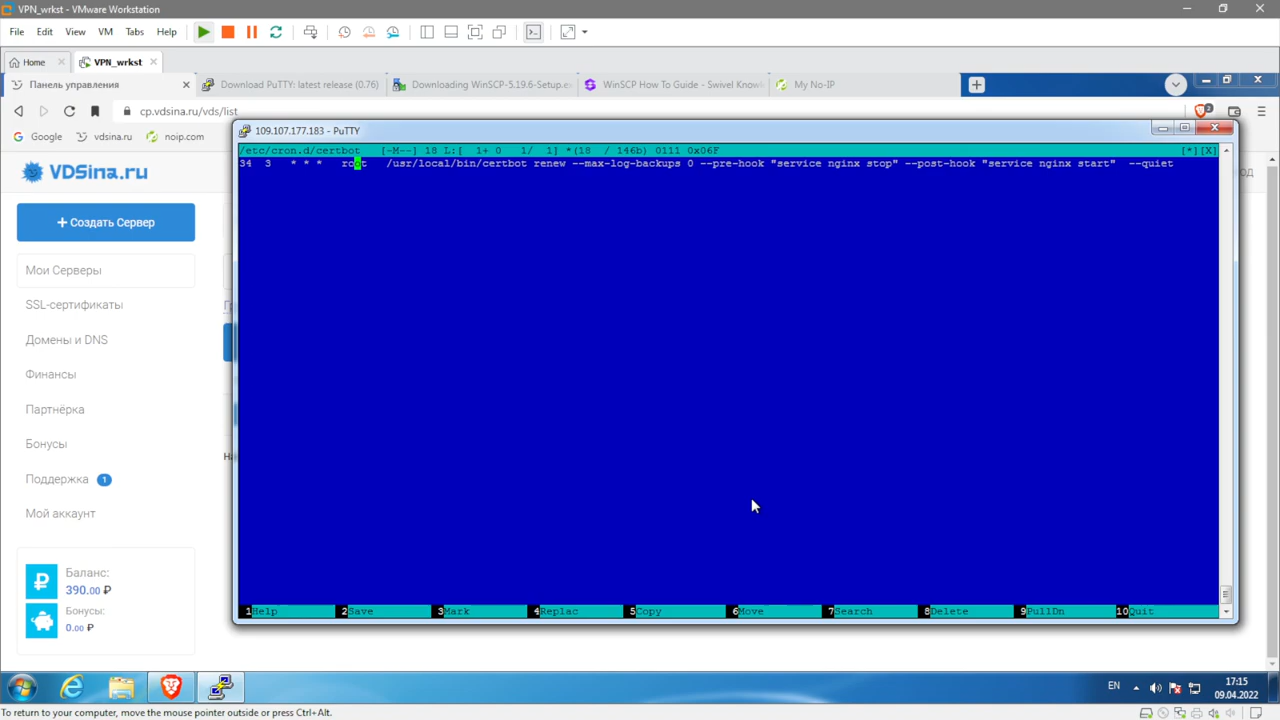 VPN_wrkst - VMware Workstation
File Edit View VM Tabs Help
Home VPN_wrkst
Панель управления Download PuTTY: latest release (0.76) Downloading WinSCP-5.19.6-Setup.ex WinSCP How To Guide - Swivel Knowl My No-IP
cp.vdsina.ru/vds/list 2
Google vdsina.ru noip.com
109.107.177.183 - PuTTY
/etc/cron.d/certbot [-M--] 18 L:[ 1+ 0 1/ 1] *(18 / 146b) 0111 0x06F [*][X]
34 3 * * * root /usr/local/bin/certbot renew --max-log-backups 0 --pre-hook "service nginx stop" --post-hook "service nginx start" --quiet
VDSina.ru
Создать Сервер
Мои Серверы
SSL-сертификаты
Домены и DNS
Финансы
Партнёрка
Бонусы
Поддержка 1
Мой аккаунт
Баланс:
390.00 ₽
Бонусы:
0.00 ₽
1Help 2Save 3Mark 4Replac 5Copy 6Move 7Search 8Delete 9PullDn 10Quit
EN 17:15
09.04.2022
To return to your computer, move the mouse pointer outside or press Ctrl+Alt.